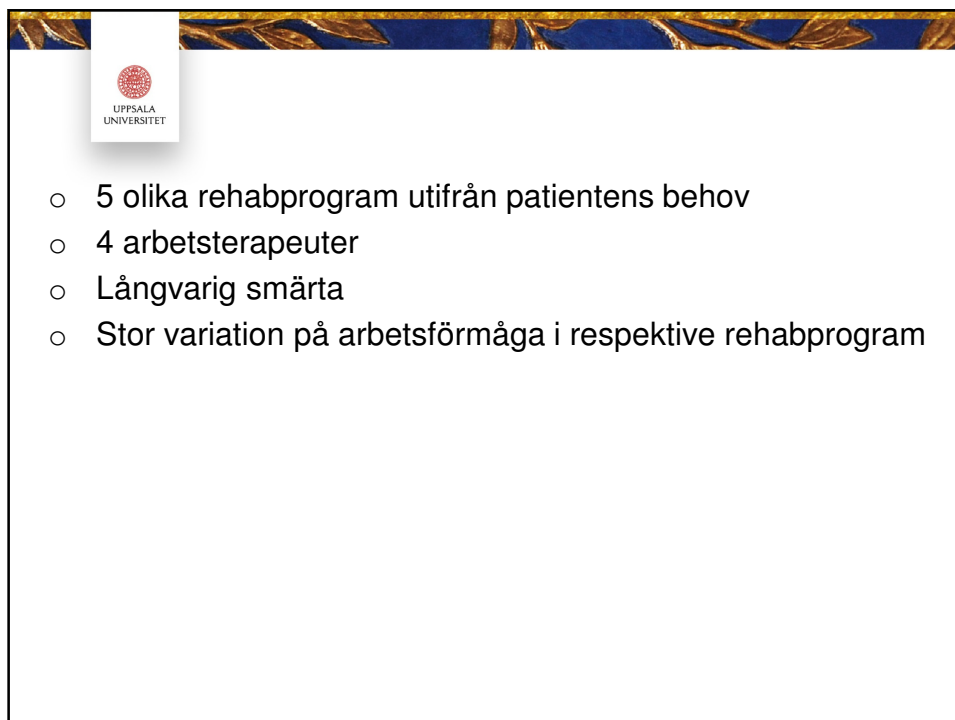 UPPSALA
UNIVERSITET
○ 5 olika rehabprogram utifrån patientens behov
○ 4 arbetsterapeuter
○ Långvarig smärta
○ Stor variation på arbetsförmåga i respektive rehabprogram